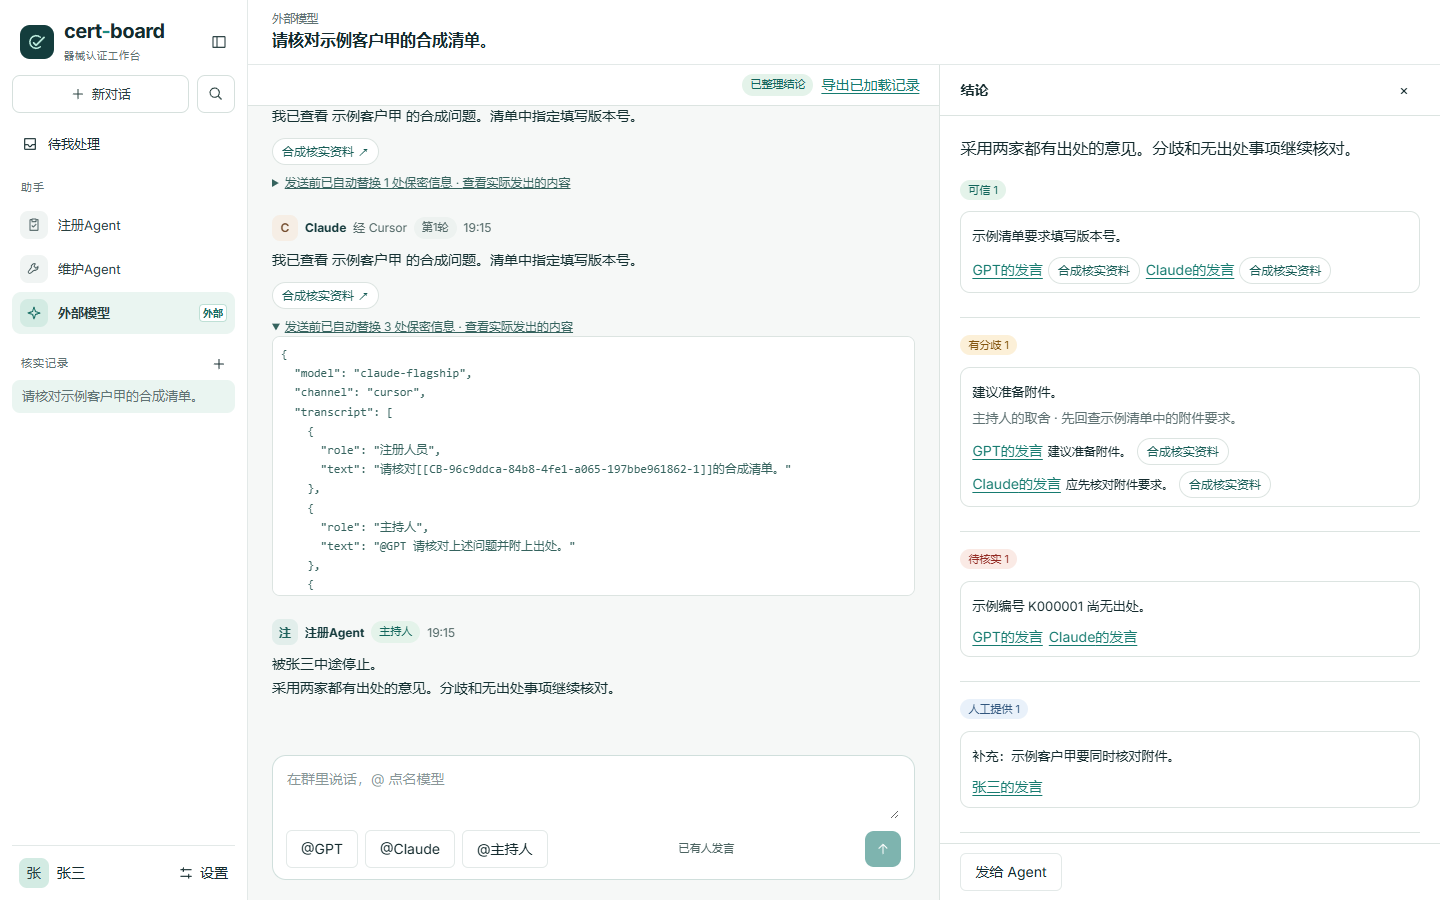 cert-board
器械认证工作台
新对话
待我处理
助手
注册Agent
维护Agent
外部模型 外部
核实记录
请核对示例客户甲的合成清单。
张 张三 设置
外部模型
请核对示例客户甲的合成清单。
已整理结论 导出已加载记录
我已查看 示例客户甲 的合成问题。清单中指定填写版本号。
合成核实资料 ↗
▶ 发送前已自动替换 1 处保密信息 · 查看实际发出的内容
C Claude 经 Cursor 第1轮 19:15
我已查看 示例客户甲 的合成问题。清单中指定填写版本号。
合成核实资料 ↗
▼ 发送前已自动替换 3 处保密信息 · 查看实际发出的内容
{
"model": "claude-flagship",
"channel": "cursor",
"transcript": [
{
"role": "注册人员",
"text": "请核对[[CB-96c9ddca-84b8-4fe1-a065-197bbe961862-1]]的合成清单。"
},
{
"role": "主持人",
"text": "@GPT 请核对上述问题并附上出处。"
},
{
注 注册Agent 主持人 19:15
被张三中途停止。
采用两家都有出处的意见。分歧和无出处事项继续核对。
在群里说话，@ 点名模型
@GPT @Claude @主持人 已有人发言
结论 ×
采用两家都有出处的意见。分歧和无出处事项继续核对。
可信 1
示例清单要求填写版本号。
GPT的发言 合成核实资料 Claude的发言 合成核实资料
有分歧 1
建议准备附件。
主持人的取舍 · 先回查示例清单中的附件要求。
GPT的发言 建议准备附件。 合成核实资料
Claude的发言 应先核对附件要求。 合成核实资料
待核实 1
示例编号 K000001 尚无出处。
GPT的发言 Claude的发言
人工提供 1
补充：示例客户甲要同时核对附件。
张三的发言
发给 Agent